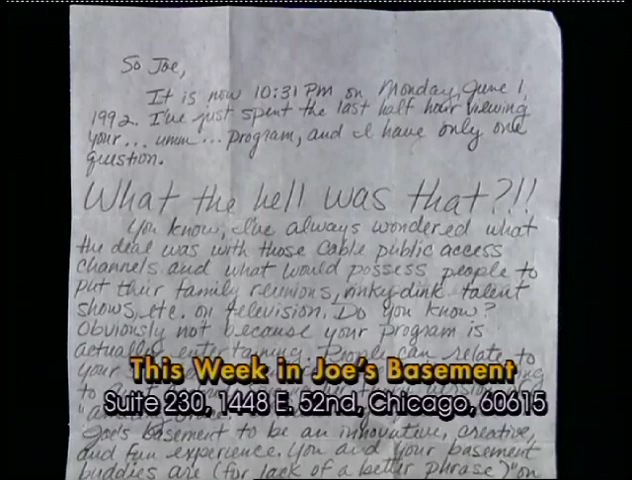 So Joe,
It is now 10:31 PM on Monday, June 1,
1992. I've just spent the last half hour viewing
your... umm... program, and I have only one
question.
What the hell was that?!!
You know, I've always wondered what
the deal was with those cable public access
channels and what would possess people to
put their family reunions, rinky-dink talent
shows, etc. on television. Do you know?
Obviously not because your program is
actually entertaining. People can relate to
your
This Week in Joe's Basement
to
Suite 230, 1448 E. 52nd, Chicago, 60615
Joe's basement to be an innovative, creative,
and fun experience. You and your basement
buddies are (for lack of a better phrase) "on